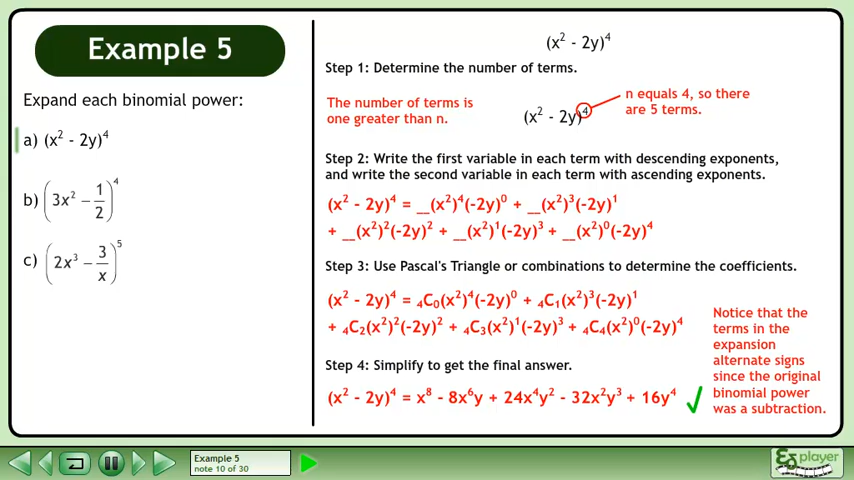 Example 5
Expand each binomial power:
a) (x² - 2y)⁴
b) (3x² - 1/2)⁴
c) (2x³ - 3/x)⁵
(x² - 2y)⁴
Step 1: Determine the number of terms.
The number of terms is
one greater than n.
(x² - 2y)⁴
n equals 4, so there
are 5 terms.
Step 2: Write the first variable in each term with descending exponents,
and write the second variable in each term with ascending exponents.
(x² - 2y)⁴ = __(x²)⁴(-2y)⁰ + __(x²)³(-2y)¹
+ __(x²)²(-2y)² + __(x²)¹(-2y)³ + __(x²)⁰(-2y)⁴
Step 3: Use Pascal's Triangle or combinations to determine the coefficients.
(x² - 2y)⁴ = ₄C₀(x²)⁴(-2y)⁰ + ₄C₁(x²)³(-2y)¹
+ ₄C₂(x²)²(-2y)² + ₄C₃(x²)¹(-2y)³ + ₄C₄(x²)⁰(-2y)⁴
Step 4: Simplify to get the final answer.
(x² - 2y)⁴ = x⁸ - 8x⁶y + 24x⁴y² - 32x²y³ + 16y⁴
Notice that the
terms in the
expansion
alternate signs
since the original
binomial power
was a subtraction.
Example 5
note 10 of 30
player